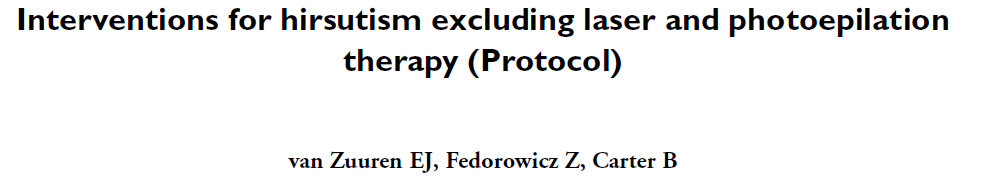 Interventions for hirsutism excluding laser and photoepilation
therapy (Protocol)
van Zuuren EJ, Fedorowicz Z, Carter B